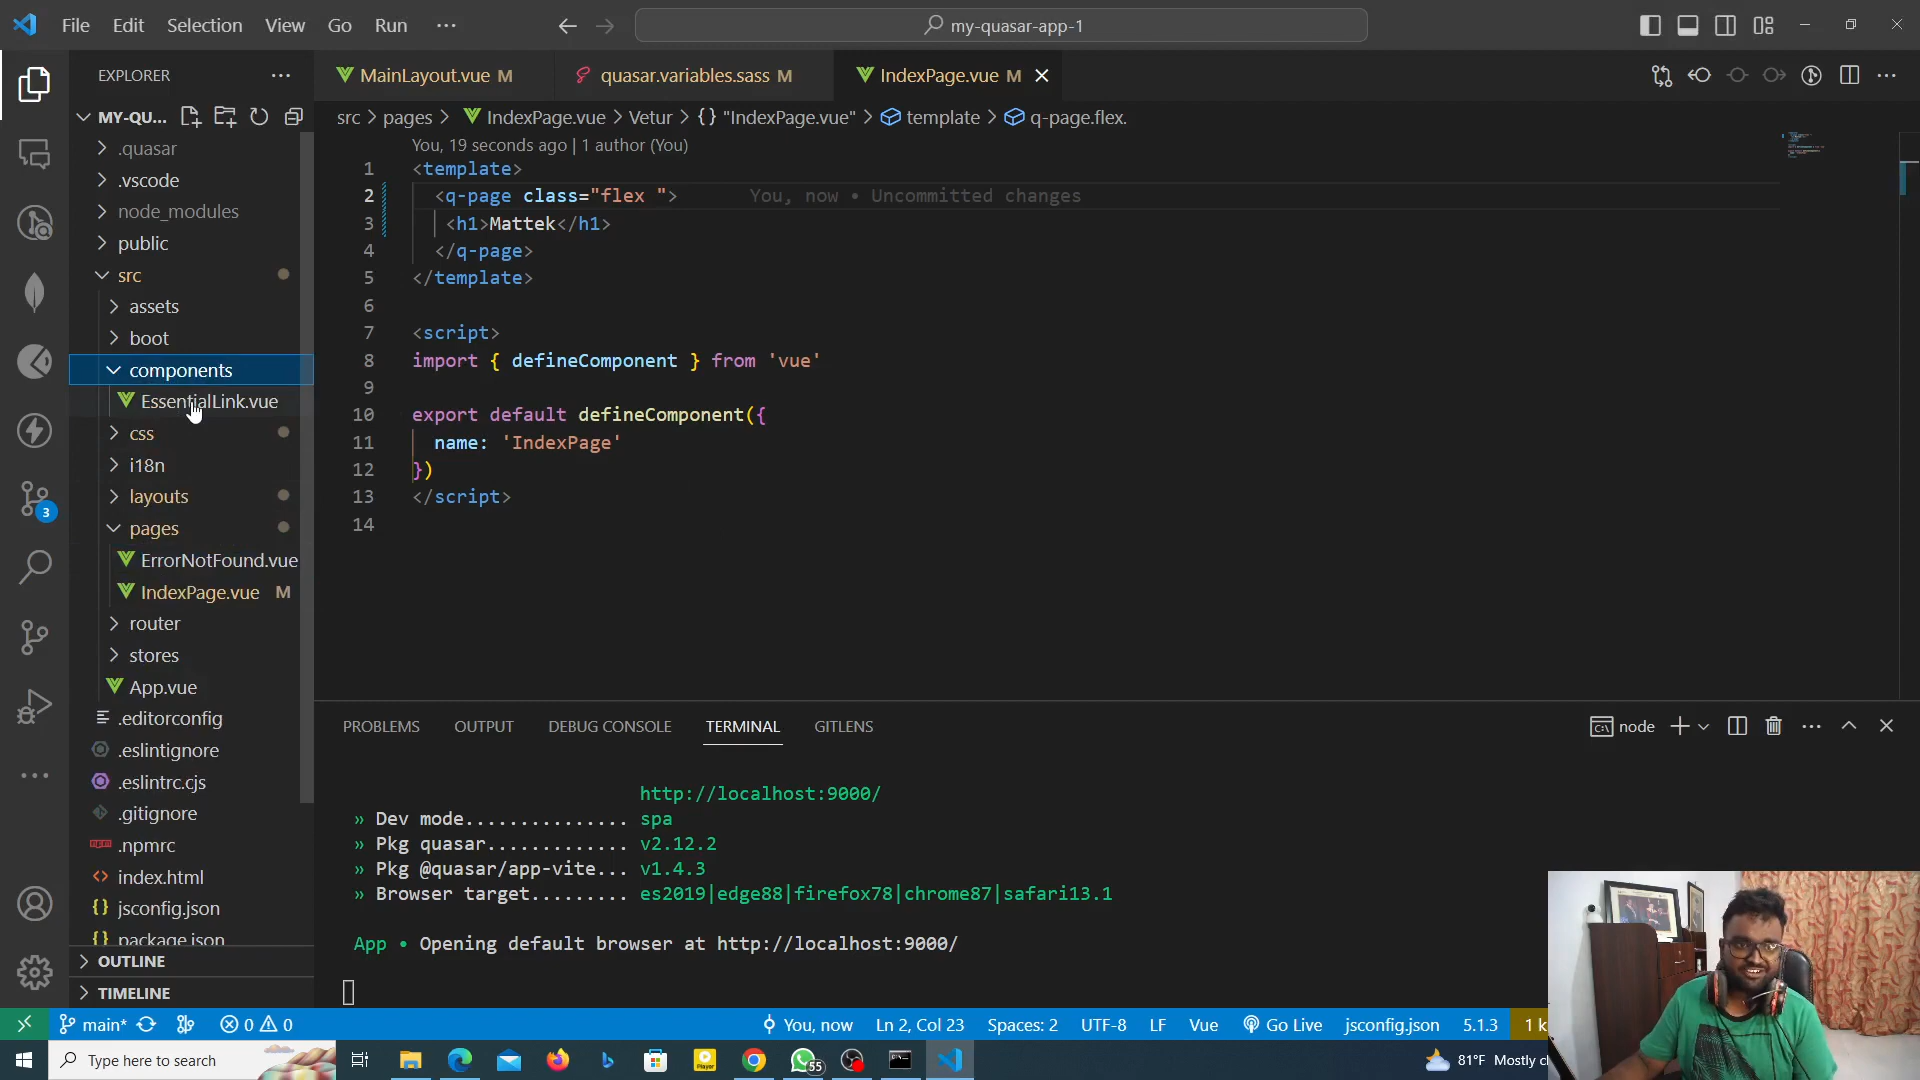 File Edit Selection View Go Run ···
my-quasar-app-1
EXPLORER
MainLayout.vue M
quasar.variables.sass M
IndexPage.vue M
MY-QU...
src > pages > IndexPage.vue > Vetur > {} "IndexPage.vue" > template > q-page.flex.
.quasar
.vscode
node_modules
public
src
assets
boot
components
EssentialLink.vue
css
i18n
layouts
pages
ErrorNotFound.vue
IndexPage.vue M
router
stores
App.vue
.editorconfig
.eslintignore
.eslintrc.cjs
.gitignore
.npmrc
index.html
jsconfig.json
package.json
OUTLINE
TIMELINE
3
You, 19 seconds ago | 1 author (You)
1 <template>
2 <q-page class="flex "> You, now • Uncommitted changes
3 <h1>Mattek</h1>
4 </q-page>
5 </template>
6
7 <script>
8 import { defineComponent } from 'vue'
9
10 export default defineComponent({
11 name: 'IndexPage'
12 })
13 </script>
14
PROBLEMS OUTPUT DEBUG CONSOLE TERMINAL GITLENS
node
http://localhost:9000/
» Dev mode............... spa
» Pkg quasar............. v2.12.2
» Pkg @quasar/app-vite... v1.4.3
» Browser target......... es2019|edge88|firefox78|chrome87|safari13.1
App • Opening default browser at http://localhost:9000/
main* 0 0 You, now Ln 2, Col 23 Spaces: 2 UTF-8 LF Vue Go Live jsconfig.json 5.1.3 1 k
Type here to search
Player
55
81°F Mostly c